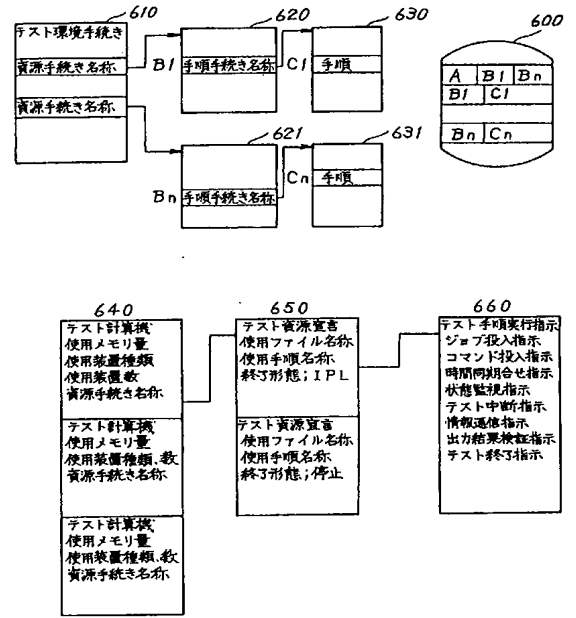 610
620
630
600
テスト環境手続き
資源手続き名称
資源手続き名称
B1
手順手続き名称
C1
手順
A B1 Bn
B1 C1
Bn Cn
621
631
Bn
手順手続き名称
Cn
手順
640
テスト計算機
使用メモリ量
使用装置種類
使用装置数
資源手続き名称
テスト計算機
使用メモリ量
使用装置種類、数
資源手続き名称
テスト計算機
使用メモリ量
使用装置種類、数
資源手続き名称
650
テスト資源宣言
使用ファイル名称
使用手順名称
終了形態;IPL
テスト資源宣言
使用ファイル名称
使用手順名称
終了形態;停止
660
テスト手順実行指示
ジョブ投入指示
コマンド投入指示
時間同期合せ指示
状態監視指示
テスト中断指示
情報通信指示
出力結果検証指示
テスト終了指示